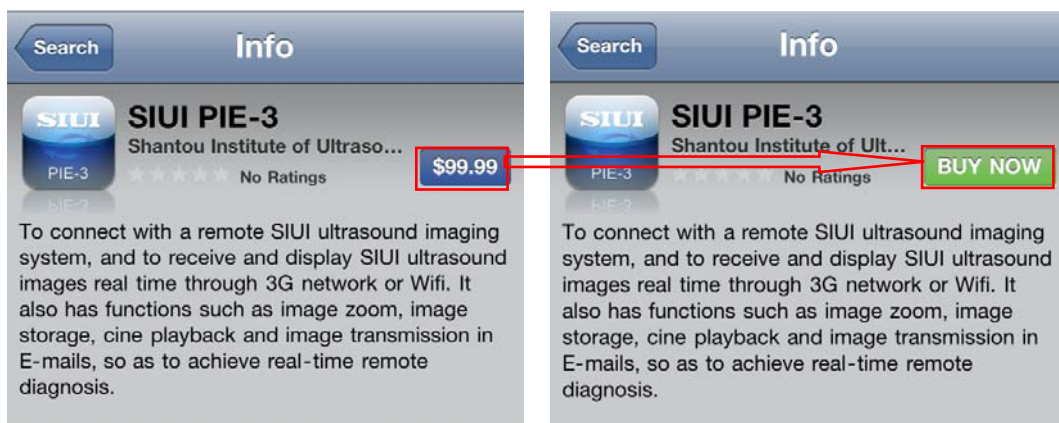 Search
Info
SIUI
PIE-3
SIUI PIE-3
Shantou Institute of Ultraso...
No Ratings
$99.99
To connect with a remote SIUI ultrasound imaging
system, and to receive and display SIUI ultrasound
images real time through 3G network or Wifi. It
also has functions such as image zoom, image
storage, cine playback and image transmission in
E-mails, so as to achieve real-time remote
diagnosis.
Search
Info
SIUI
PIE-3
SIUI PIE-3
Shantou Institute of Ult...
No Ratings
BUY NOW
To connect with a remote SIUI ultrasound imaging
system, and to receive and display SIUI ultrasound
images real time through 3G network or Wifi. It
also has functions such as image zoom, image
storage, cine playback and image transmission in
E-mails, so as to achieve real-time remote
diagnosis.